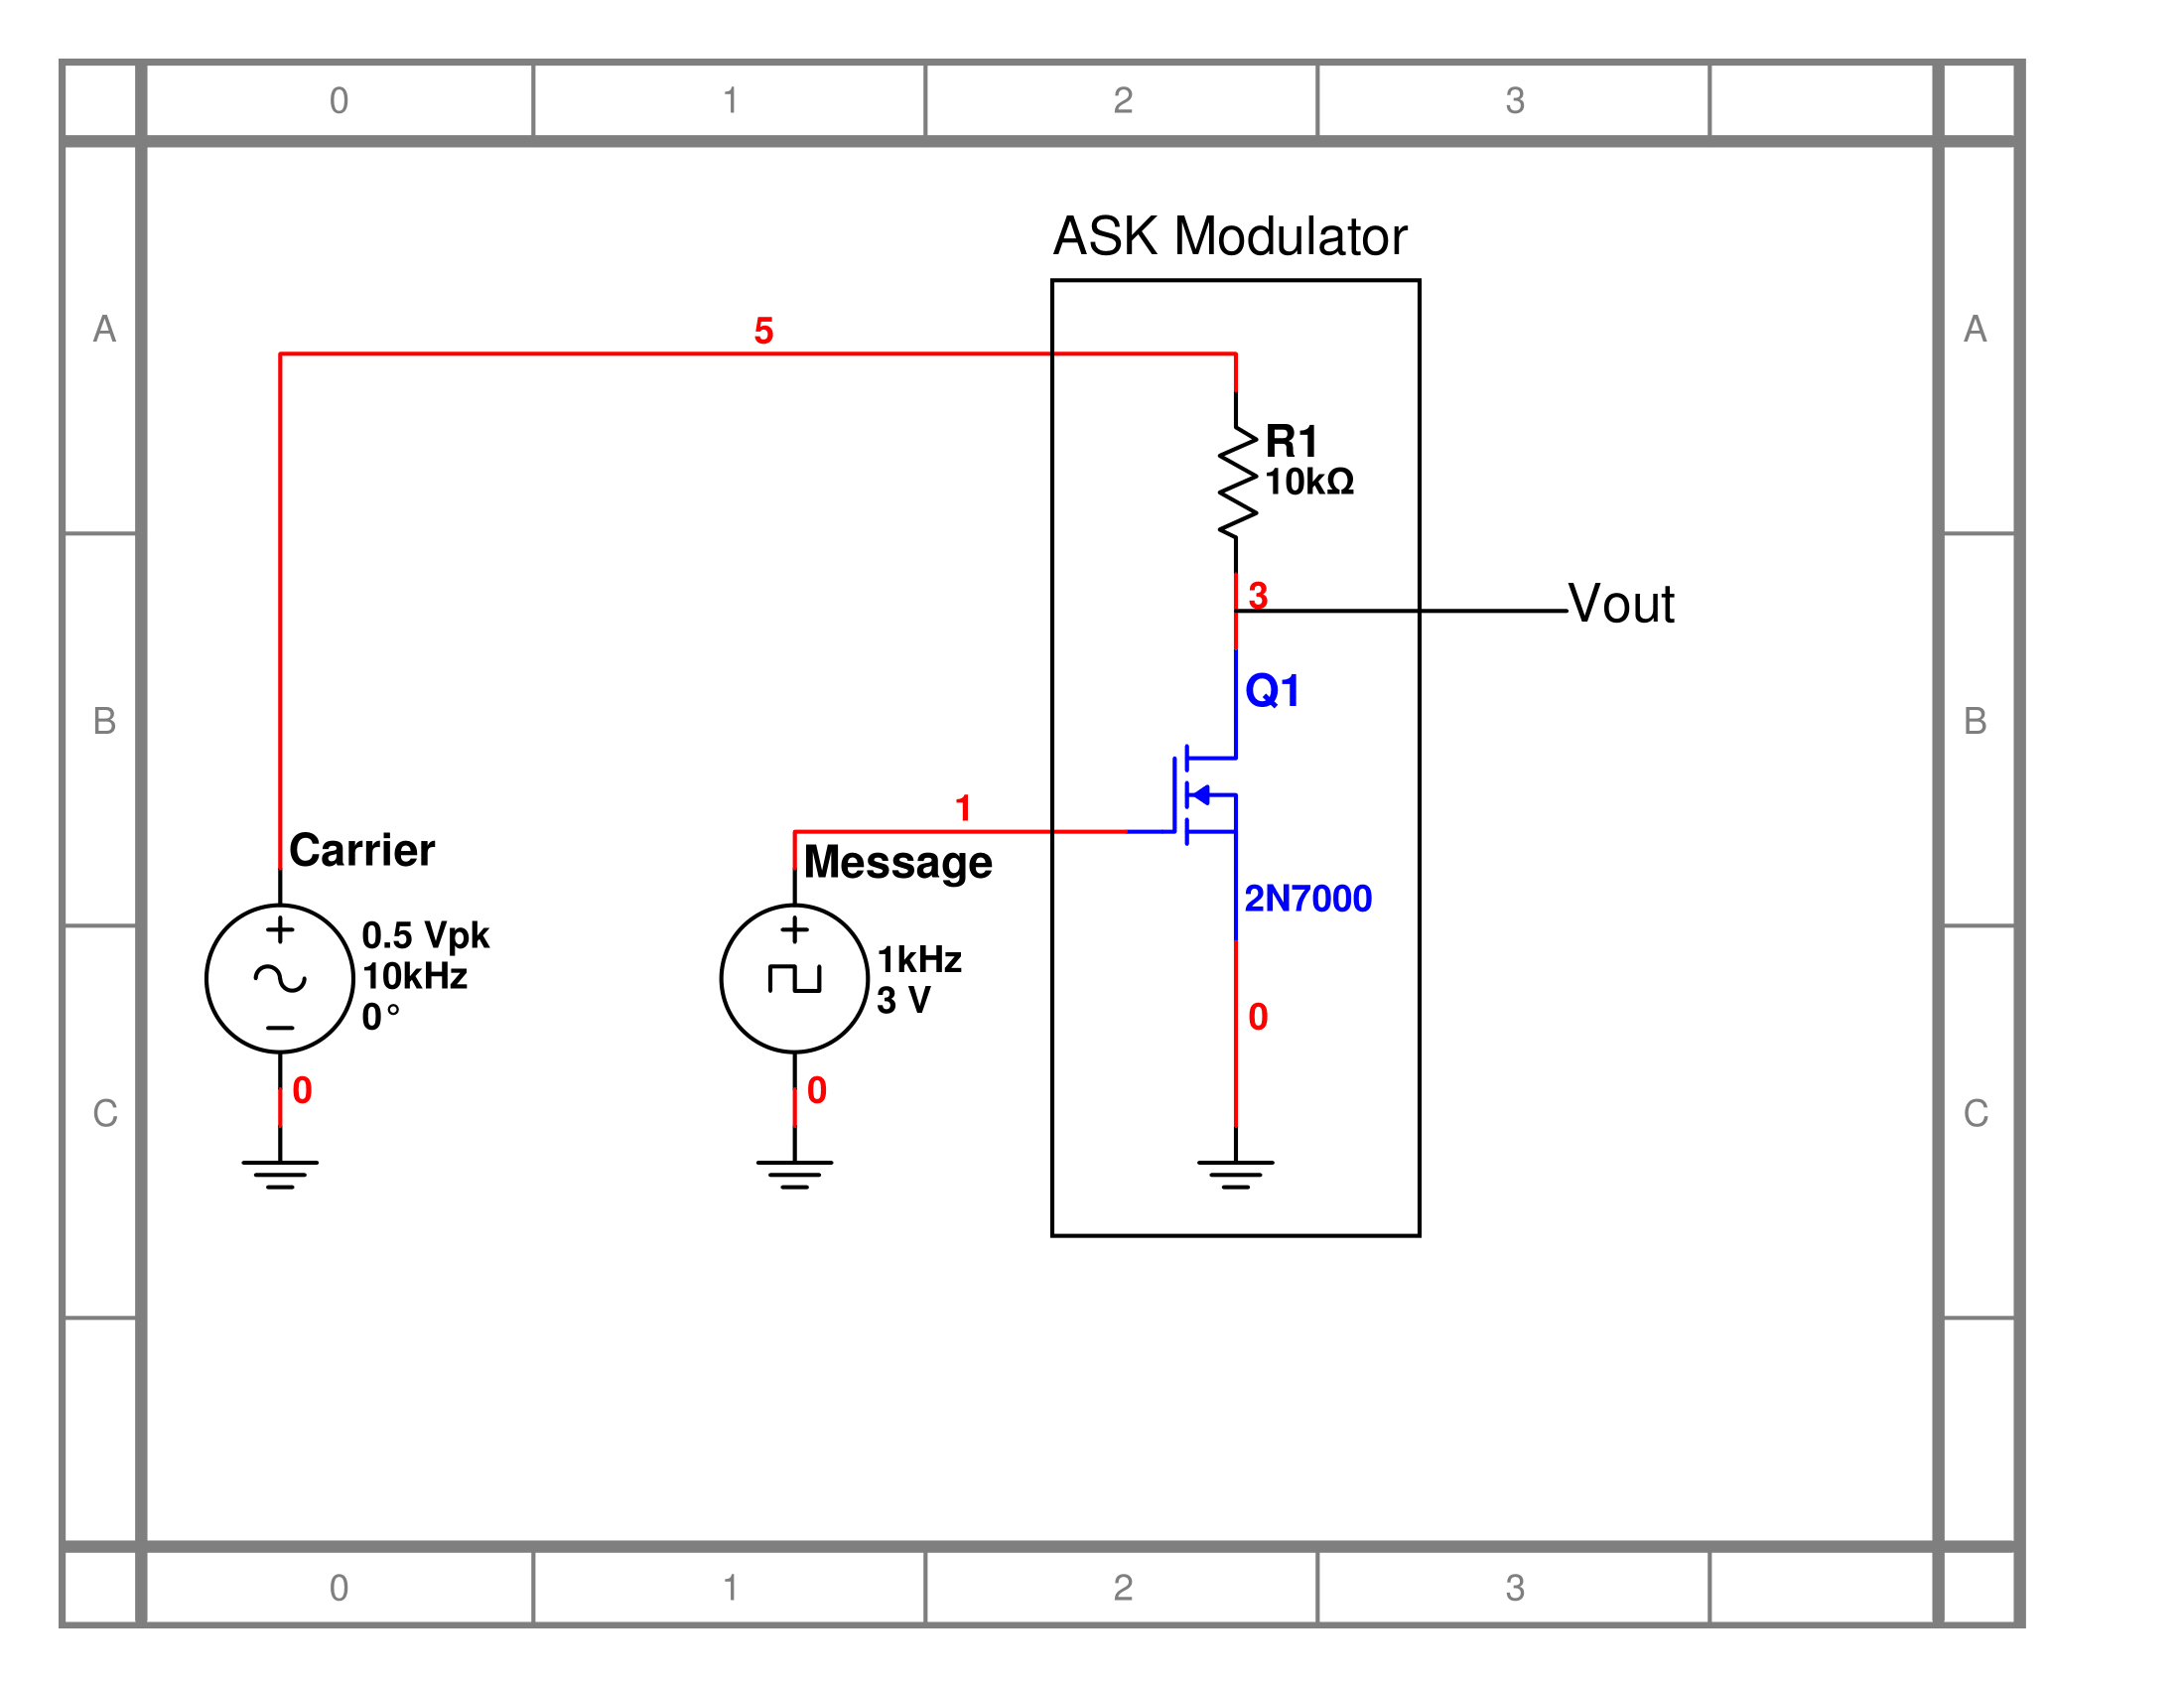 0 1 2 3
ASK Modulator
A A
5
R1
10kΩ
3
Vout
B B
Q1
1
Carrier
Message
2N7000
0.5 Vpk
10kHz
0°
1kHz
3 V
0
0
0
C C
0 1 2 3